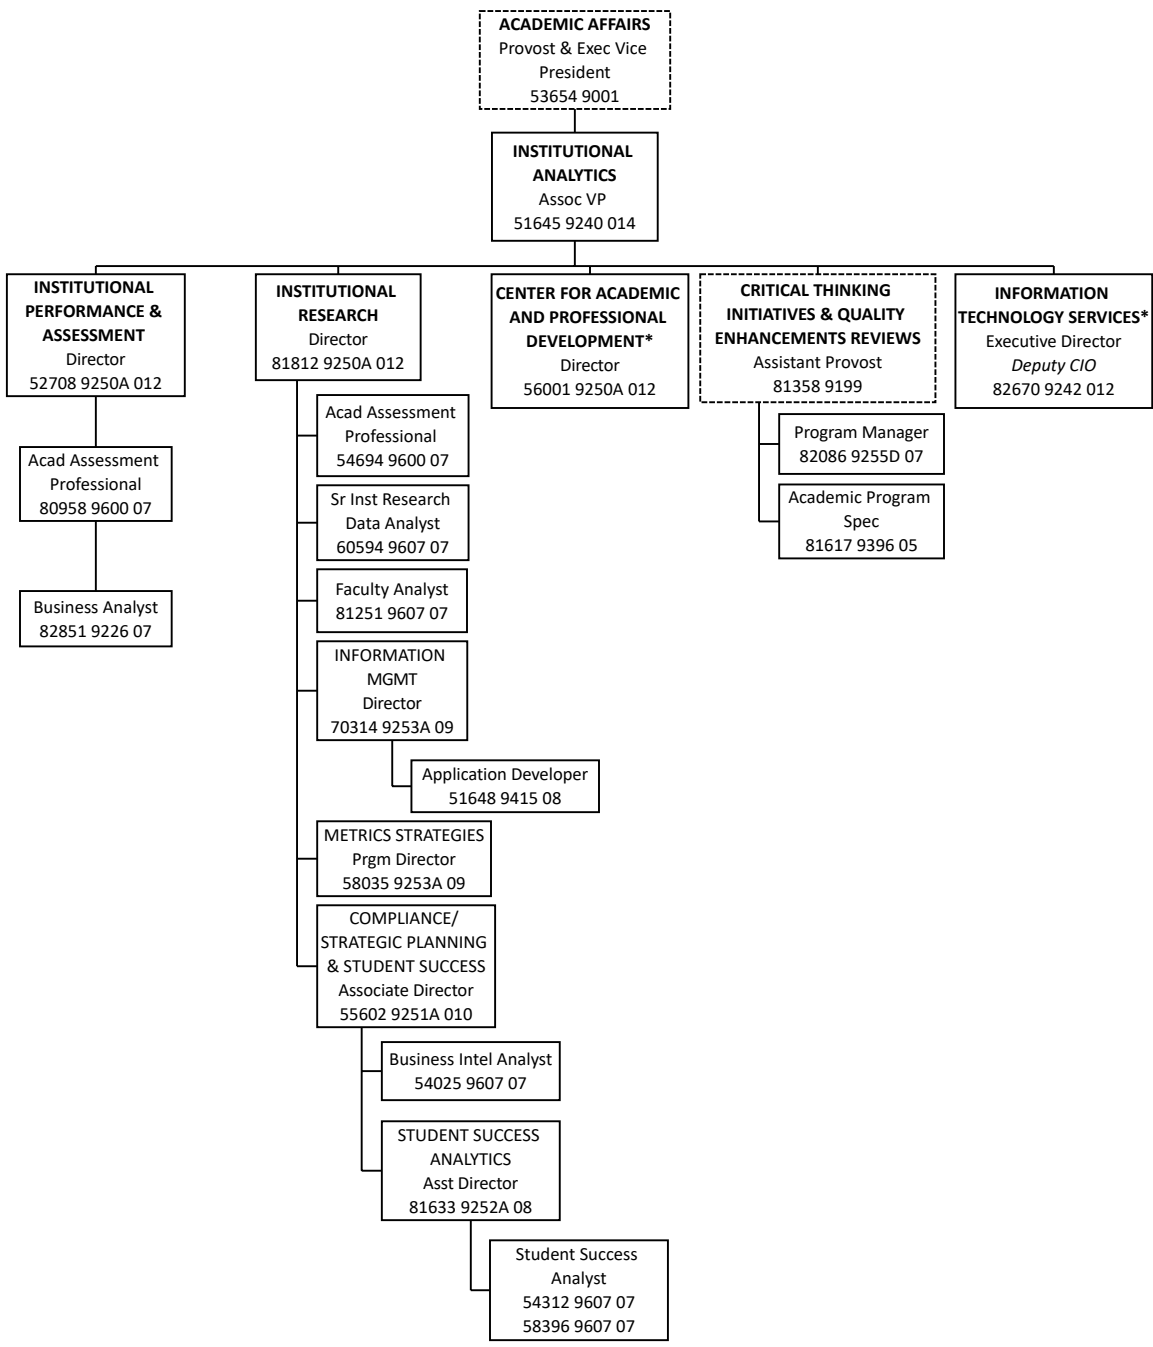 ACADEMIC AFFAIRS
Provost & Exec Vice
President
53654 9001
INSTITUTIONAL
ANALYTICS
Assoc VP
51645 9240 014
INSTITUTIONAL
PERFORMANCE &
ASSESSMENT
Director
52708 9250A 012
Acad Assessment
Professional
80958 9600 07
Business Analyst
82851 9226 07
INSTITUTIONAL
RESEARCH
Director
81812 9250A 012
Acad Assessment
Professional
54694 9600 07
Sr Inst Research
Data Analyst
60594 9607 07
Faculty Analyst
81251 9607 07
INFORMATION
MGMT
Director
70314 9253A 09
Application Developer
51648 9415 08
METRICS STRATEGIES
Prgm Director
58035 9253A 09
COMPLIANCE/
STRATEGIC PLANNING
& STUDENT SUCCESS
Associate Director
55602 9251A 010
Business Intel Analyst
54025 9607 07
STUDENT SUCCESS
ANALYTICS
Asst Director
81633 9252A 08
Student Success
Analyst
54312 9607 07
58396 9607 07
CENTER FOR ACADEMIC
AND PROFESSIONAL
DEVELOPMENT*
Director
56001 9250A 012
CRITICAL THINKING
INITIATIVES & QUALITY
ENHANCEMENTS REVIEWS
Assistant Provost
81358 9199
Program Manager
82086 9255D 07
Academic Program
Spec
81617 9396 05
INFORMATION
TECHNOLOGY SERVICES*
Executive Director
Deputy CIO
82670 9242 012